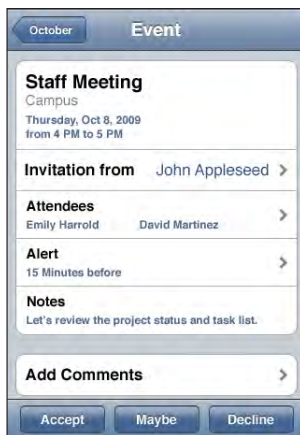 October Event
Staff Meeting
Campus
Thursday, Oct 8, 2009
from 4 PM to 5 PM
Invitation from John Appleseed
Attendees
Emily Harrold David Martinez
Alert
15 Minutes before
Notes
Let's review the project status and task list.
Add Comments
Accept Maybe Decline